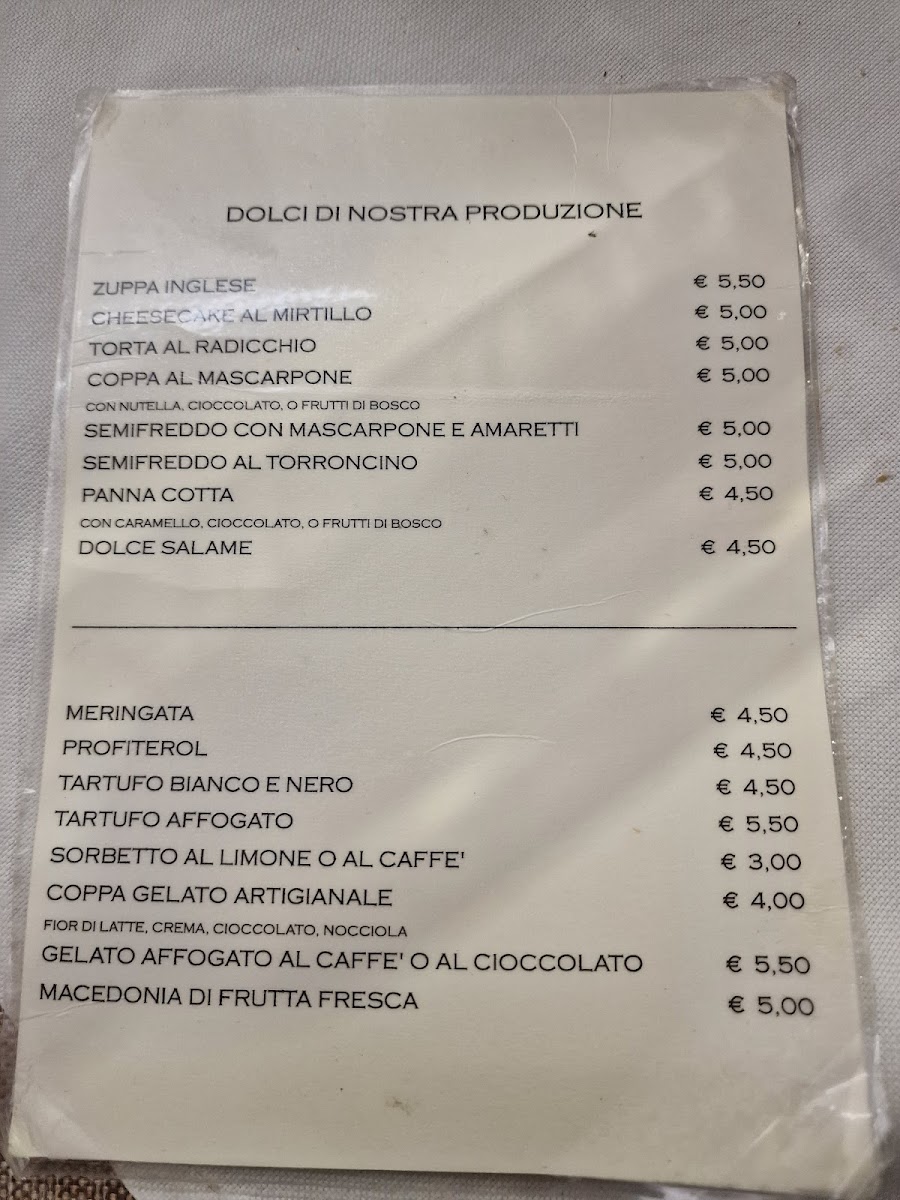 DOLCI DI NOSTRA PRODUZIONE
ZUPPA INGLESE € 5,50
CHEESECAKE AL MIRTILLO € 5,00
TORTA AL RADICCHIO € 5,00
COPPA AL MASCARPONE € 5,00
CON NUTELLA, CIOCCOLATO, O FRUTTI DI BOSCO
SEMIFREDDO CON MASCARPONE E AMARETTI € 5,00
SEMIFREDDO AL TORRONCINO € 5,00
PANNA COTTA € 4,50
CON CARAMELLO, CIOCCOLATO, O FRUTTI DI BOSCO
DOLCE SALAME € 4,50
MERINGATA € 4,50
PROFITEROL € 4,50
TARTUFO BIANCO E NERO € 4,50
TARTUFO AFFOGATO € 5,50
SORBETTO AL LIMONE O AL CAFFE' € 3,00
COPPA GELATO ARTIGIANALE € 4,00
FIOR DI LATTE, CREMA, CIOCCOLATO, NOCCIOLA
GELATO AFFOGATO AL CAFFE' O AL CIOCCOLATO € 5,50
MACEDONIA DI FRUTTA FRESCA € 5,00